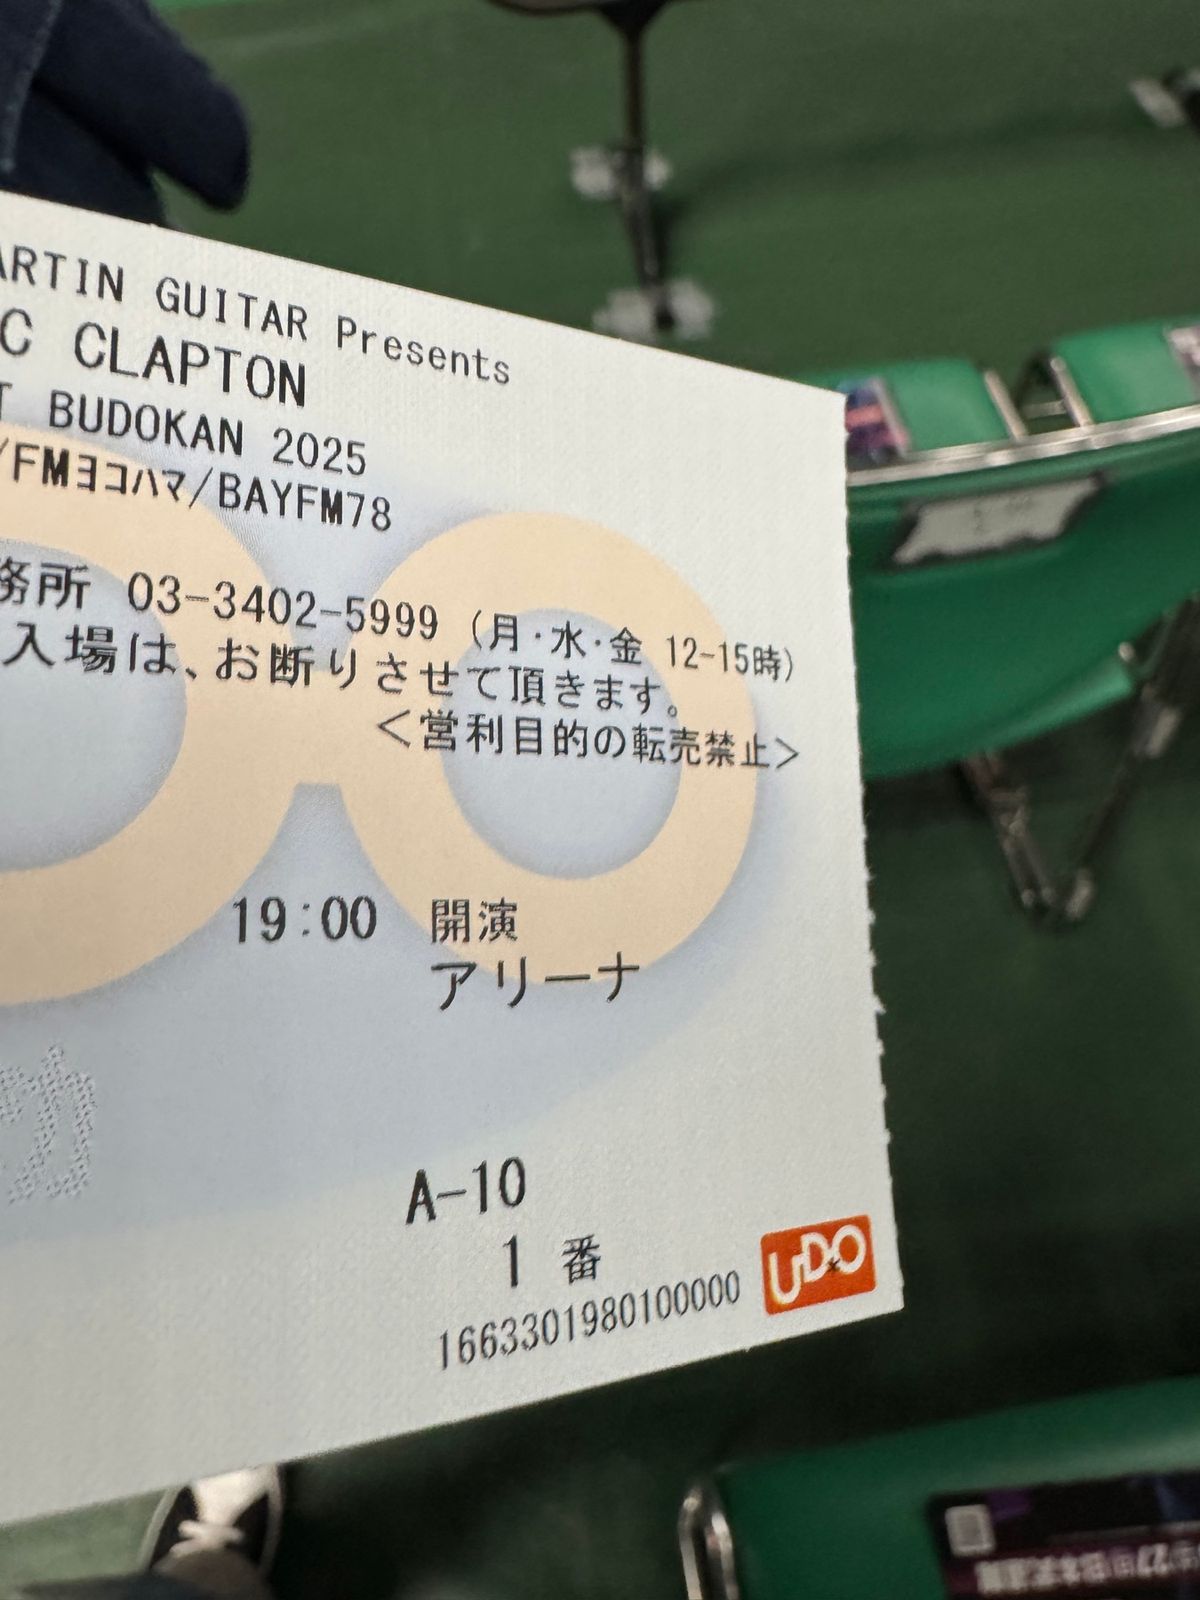 ARTIN GUITAR Presents
C CLAPTON
T BUDOKAN 2025
/FMヨコハマ/BAYFM78
務所 03-3402-5999 (月・水・金 12-15時)
入場は、お断りさせて頂きます。
<営利目的の転売禁止>
19:00 開演
アリーナ
A-10
1 番
1663301980100000
UDO